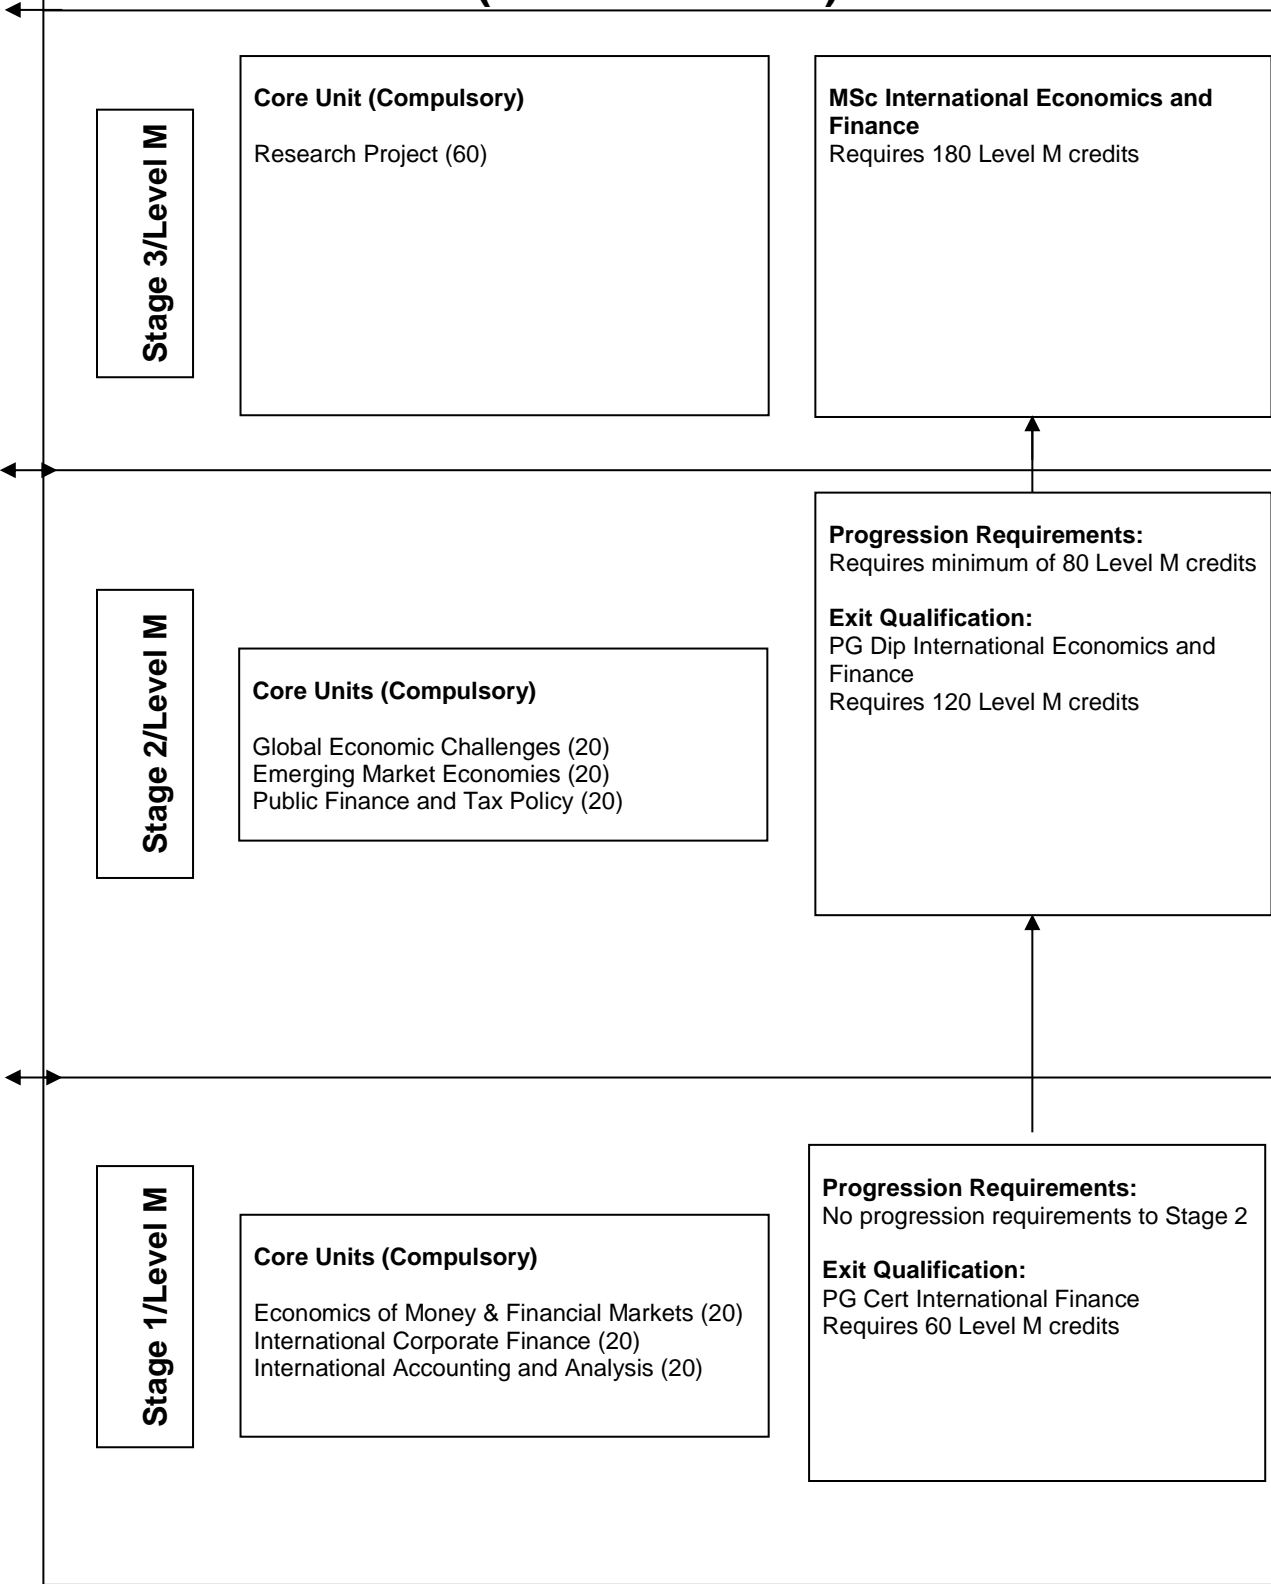 Stage 3/Level M
Core Unit (Compulsory)
Research Project (60)
MSc International Economics and
Finance
Requires 180 Level M credits
Stage 2/Level M
Core Units (Compulsory)
Global Economic Challenges (20)
Emerging Market Economies (20)
Public Finance and Tax Policy (20)
Progression Requirements:
Requires minimum of 80 Level M credits
Exit Qualification:
PG Dip International Economics and
Finance
Requires 120 Level M credits
Stage 1/Level M
Core Units (Compulsory)
Economics of Money & Financial Markets (20)
International Corporate Finance (20)
International Accounting and Analysis (20)
Progression Requirements:
No progression requirements to Stage 2
Exit Qualification:
PG Cert International Finance
Requires 60 Level M credits